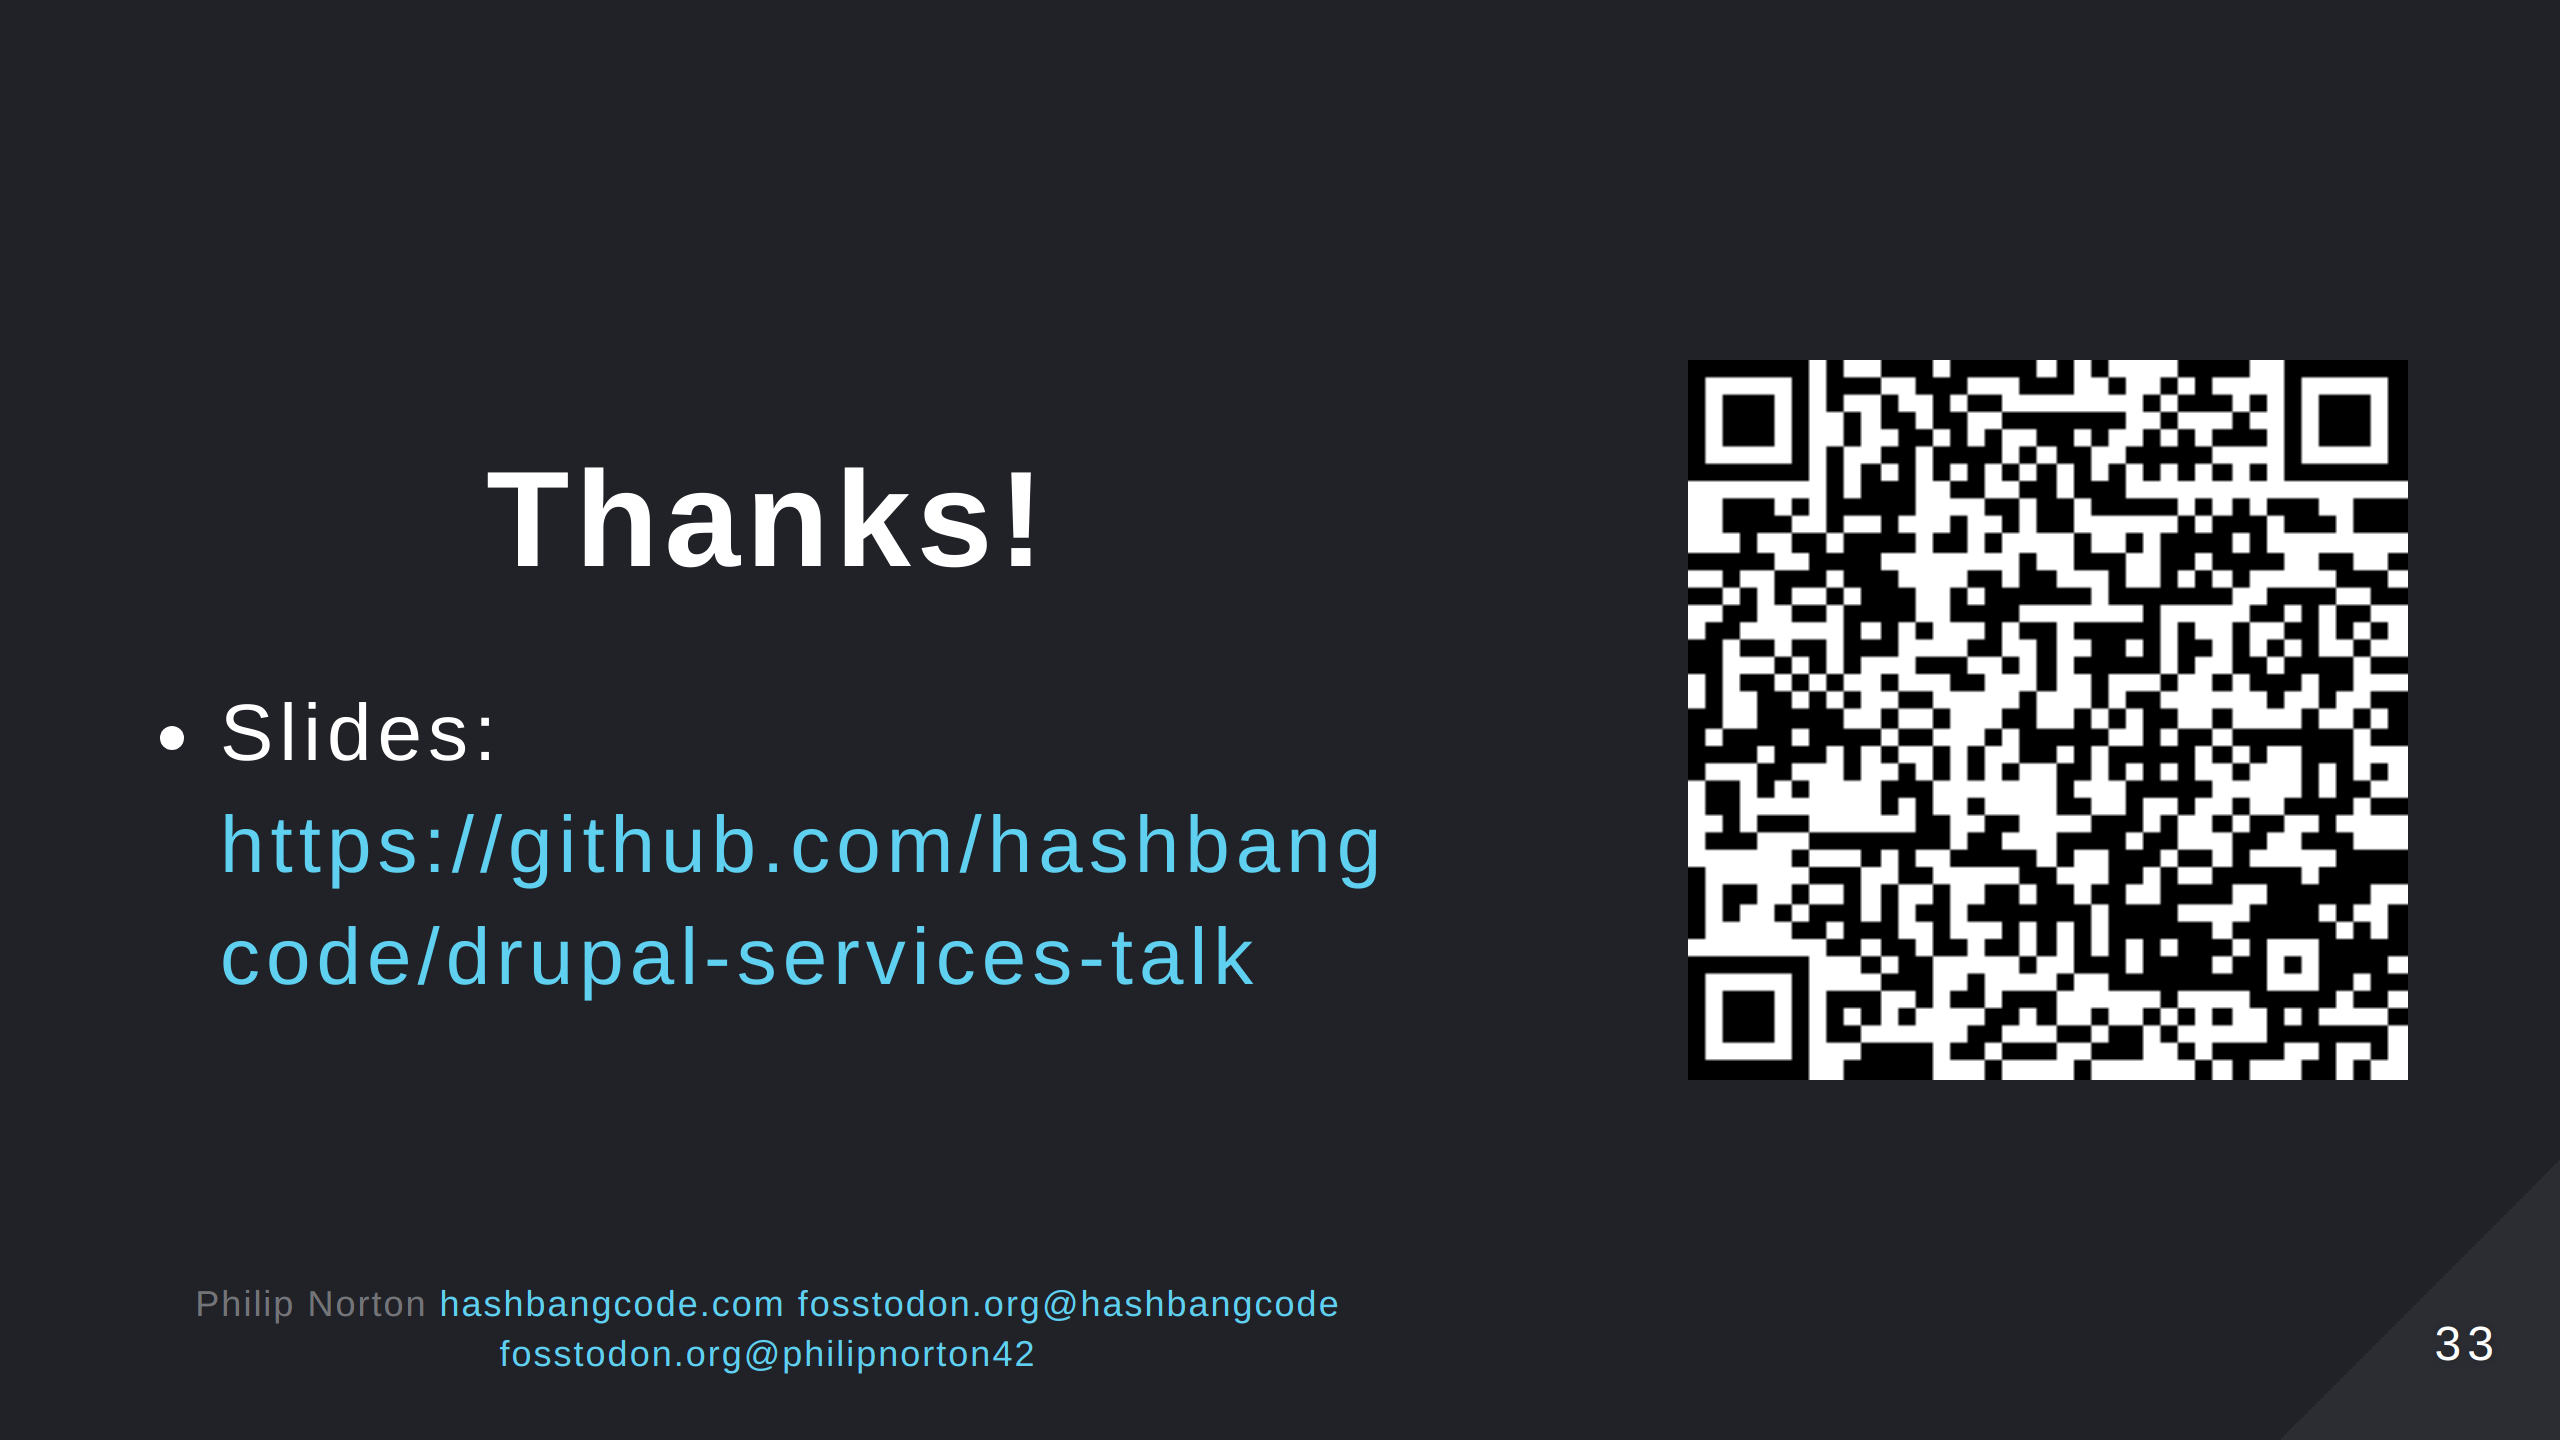 Thanks!
Slides:
https://github.com/hashbang
code/drupal-services-talk
Philip Norton hashbangcode.com fosstodon.org@hashbangcode
fosstodon.org@philipnorton42
33